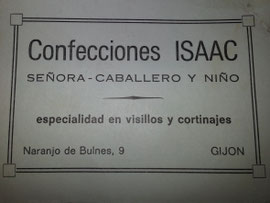 Confecciones ISAAC
SEÑORA - CABALLERO Y NIÑO
especialidad en visillos y cortinajes
Naranjo de Bulnes, 9 GIJON